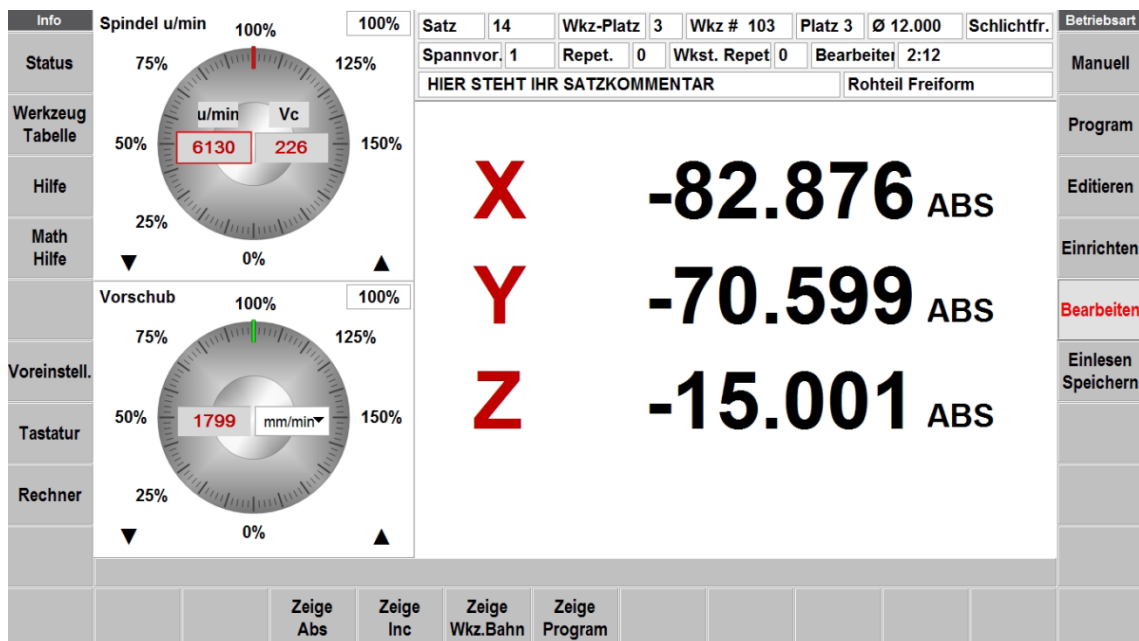 Info
Status
Werkzeug
Tabelle
Hilfe
Math
Hilfe
Voreinstell.
Tastatur
Rechner
Spindel u/min
100%
100%
75%
125%
u/min
Vc
50%
6130
226
150%
25%
▼
0%
▲
Vorschub
100%
100%
75%
125%
50%
1799
mm/min
150%
25%
▼
0%
▲
Satz 14 Wkz-Platz 3 Wkz # 103 Platz 3 Ø 12.000 Schlichtfr.
Spannvor. 1 Repet. 0 Wkst. Repet 0 Bearbeiter 2:12
HIER STEHT IHR SATZKOMMENTAR Rohteil Freiform
X -82.876 ABS
Y -70.599 ABS
Z -15.001 ABS
Betriebsart
Manuell
Program
Editieren
Einrichten
Bearbeiten
Einlesen
Speichern
Zeige
Abs
Zeige
Inc
Zeige
Wkz.Bahn
Zeige
Program